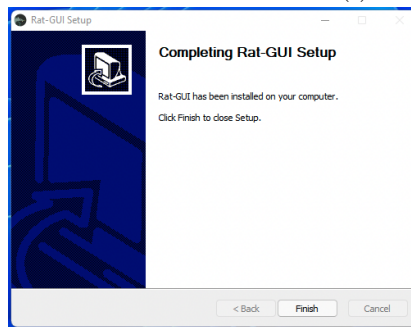 Rat-GUI Setup
Completing Rat-GUI Setup
Rat-GUI has been installed on your computer.
Click Finish to close Setup.
< Back
Finish
Cancel